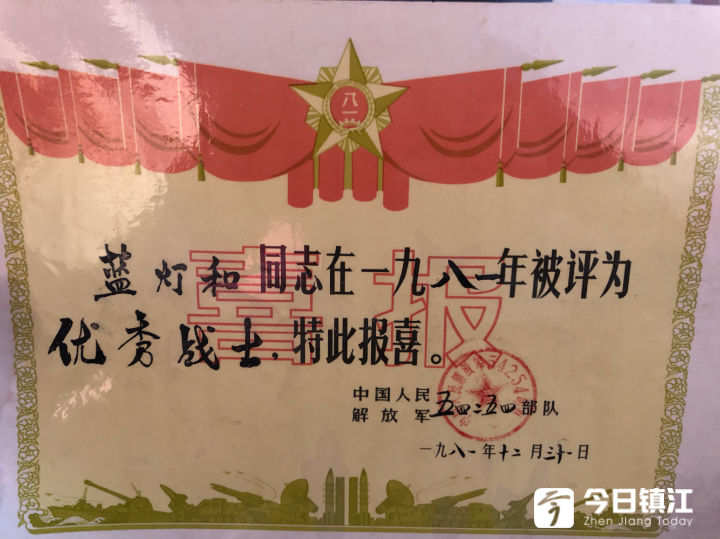 八一
喜报
蓝灯和同志在一九八一年被评为
优秀战士.特此报喜。
中国人民
解放军五四二五四部队
一九八一年十二月三十一日
54254
今日镇江
Zhen Jiang Today